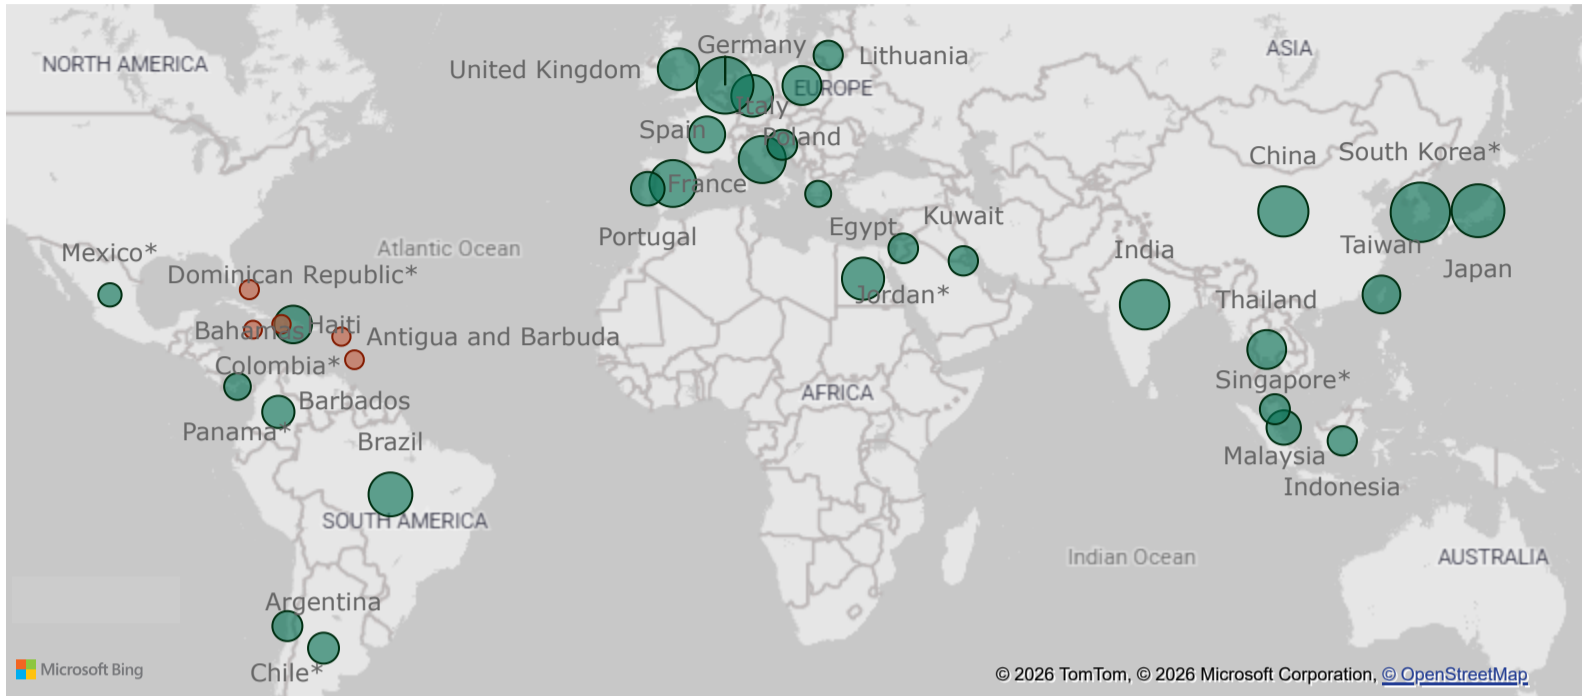 Germany
Lithuania
United Kingdom
NORTH AMERICA
ASIA
EUROPE
Italy
Spain
Poland
China
South Korea*
France
Egypt
Kuwait
Portugal
Atlantic Ocean
Mexico*
India
Taiwan
Japan
Dominican Republic*
Jordan*
Thailand
Bahamas
Haiti
Antigua and Barbuda
Colombia*
Singapore*
AFRICA
Barbados
Panama*
Brazil
Malaysia
Indonesia
SOUTH AMERICA
Indian Ocean
AUSTRALIA
Argentina
Chile*
Microsoft Bing
© 2026 TomTom, © 2026 Microsoft Corporation, © OpenStreetMap